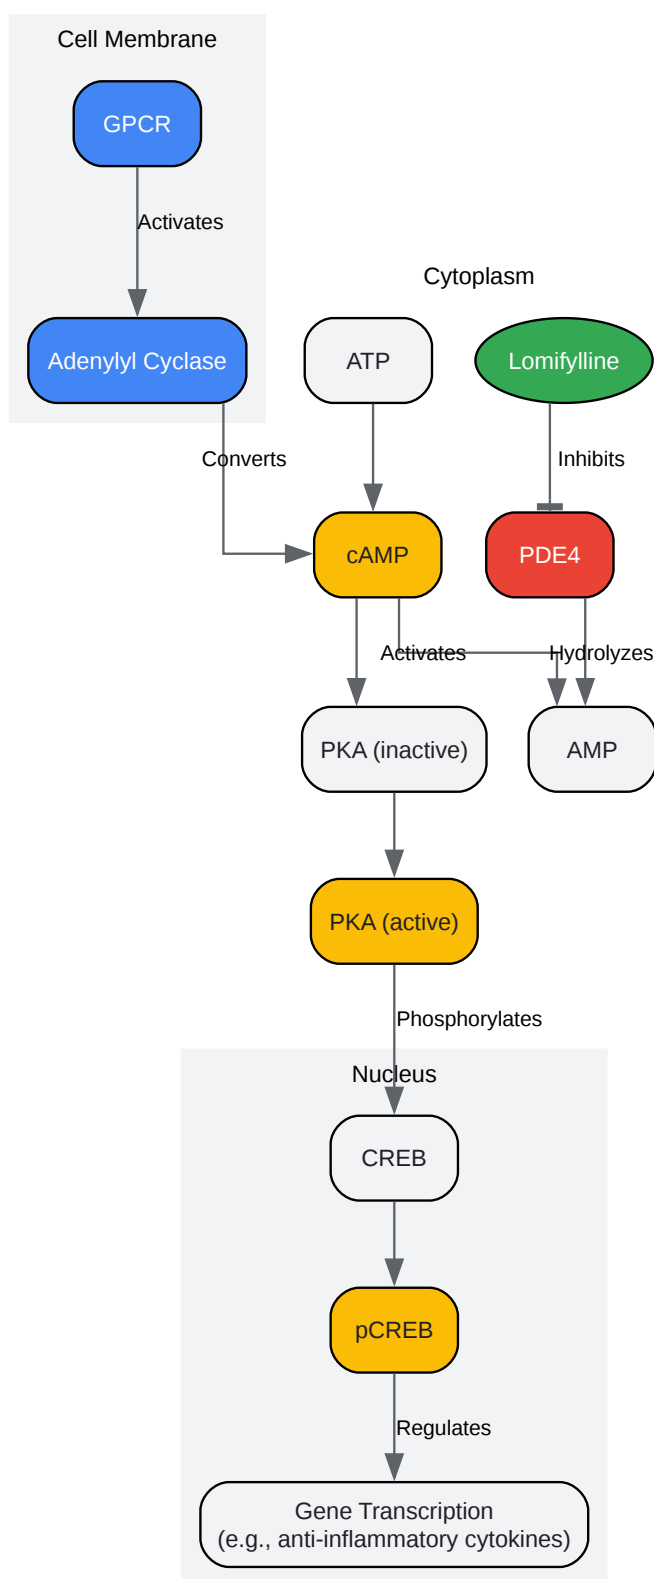 Cell Membrane
GPCR
Activates
Cytoplasm
Adenylyl Cyclase
ATP
Lomifylline
Converts
Inhibits
cAMP
PDE4
Activates
Hydrolyzes
PKA (inactive)
AMP
PKA (active)
Phosphorylates
Nucleus
CREB
pCREB
Regulates
Gene Transcription
(e.g., anti-inflammatory cytokines)